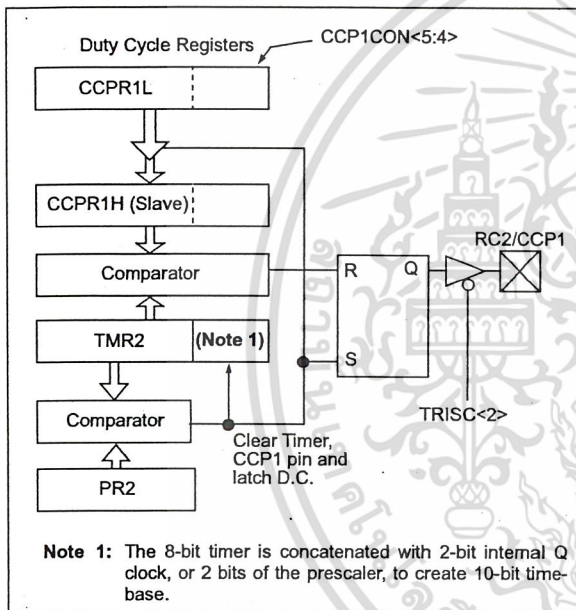 Duty Cycle Registers
CCP1CON<5:4>
CCPR1L
CCPR1H (Slave)
Comparator
TMR2
(Note 1)
Comparator
PR2
R
Q
S
RC2/CCP1
TRISC<2>
Clear Timer,
CCP1 pin and
latch D.C.
Note 1: The 8-bit timer is concatenated with 2-bit internal Q
clock, or 2 bits of the prescaler, to create 10-bit time-
base.